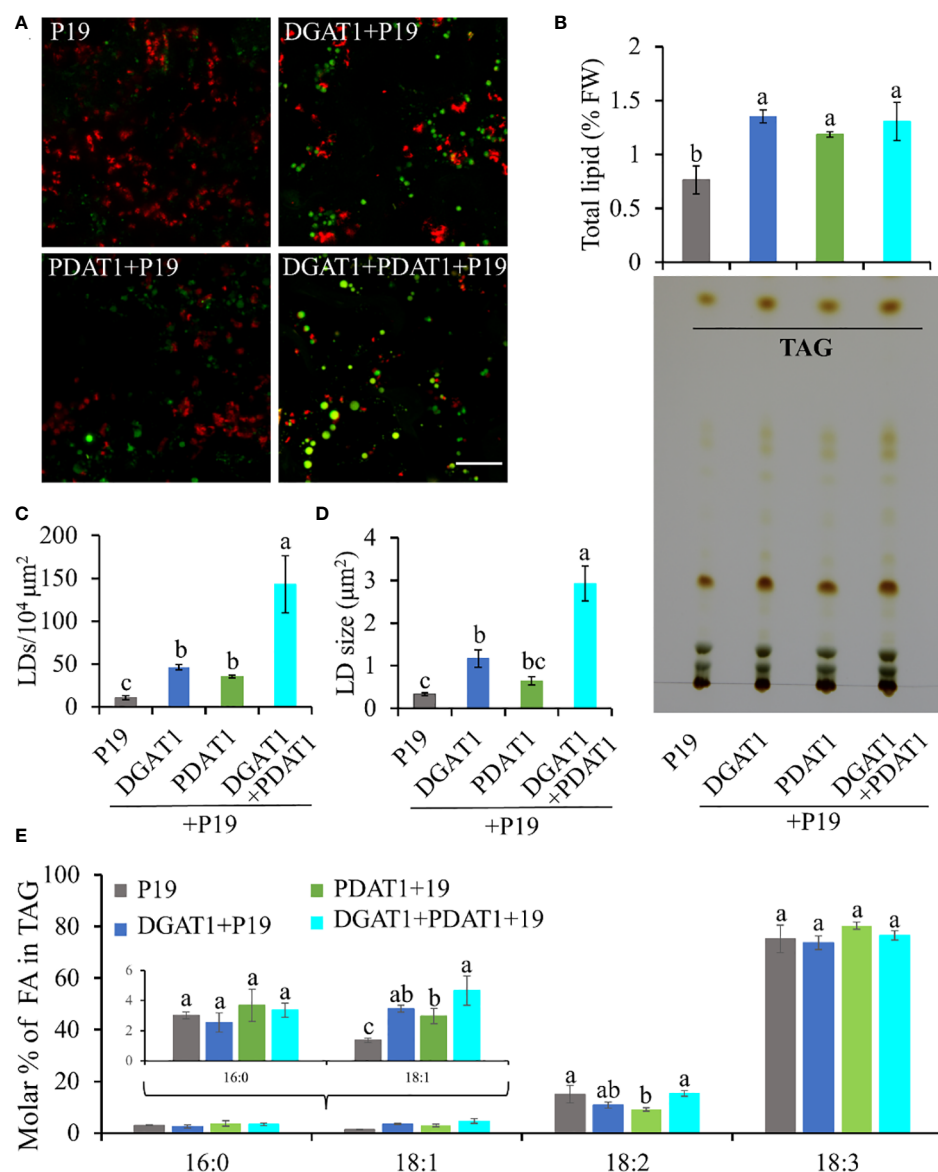 A
P19
DGAT1+P19
PDAT1+P19
DGAT1+PDAT1+P19
B
Total lipid (% FW)
2
1.5
1
0.5
0
b
a
a
a
TAG
P19
DGAT1
PDAT1
DGAT1
+PDAT1
+P19
C
LDs/10⁴ µm²
200
150
100
50
0
c
b
b
a
P19
DGAT1
PDAT1
DGAT1
+PDAT1
+P19
D
LD size (µm²)
4
3
2
1
0
c
b
bc
a
P19
DGAT1
PDAT1
DGAT1
+PDAT1
+P19
E
Molar % of FA in TAG
100
80
60
40
20
0
P19
PDAT1+19
DGAT1+P19
DGAT1+PDAT1+19
6
4
2
0
a a a a
c ab b a
16:0 18:1
a ab b a
a a a a
16:0 18:1 18:2 18:3